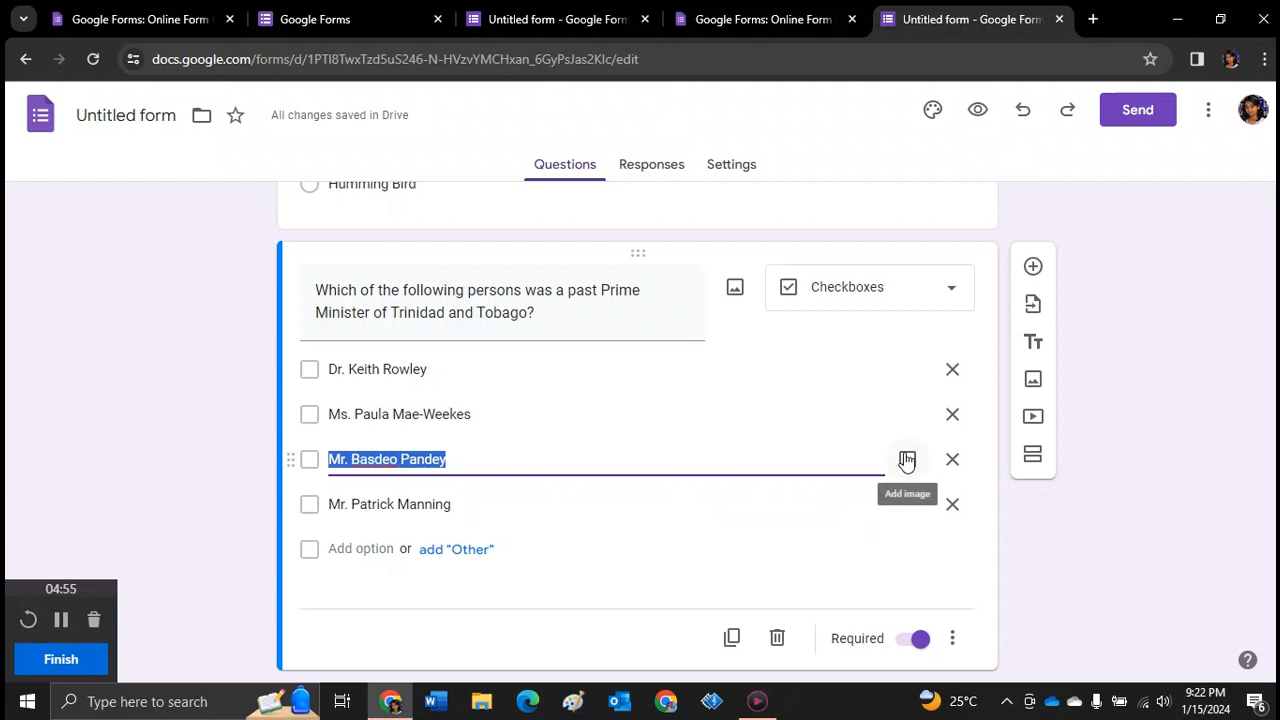 Google Forms: Online Form
Google Forms
Untitled form - Google Form
Google Forms: Online Form
Untitled form - Google Form
docs.google.com/forms/d/1PTI8TwxTzd5uS246-N-HVzvYMCHxan_6GyPsJas2KIc/edit
Untitled form
All changes saved in Drive
Send
Questions
Responses
Settings
Humming Bird
Which of the following persons was a past Prime
Minister of Trinidad and Tobago?
Checkboxes
Dr. Keith Rowley
Ms. Paula Mae-Weekes
Mr. Basdeo Pandey
Add image
Mr. Patrick Manning
Add option or add "Other"
Tт
Required
04:55
Finish
Type here to search
25°C
9:22 PM
1/15/2024
6